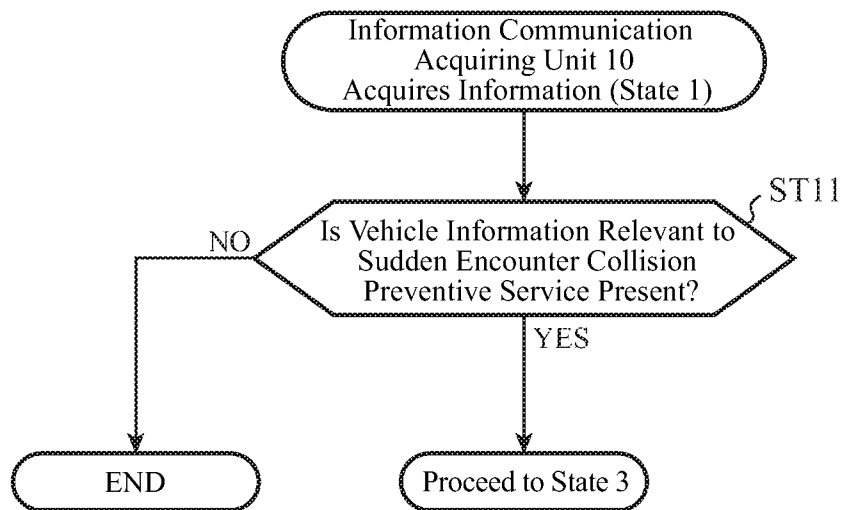 Information Communication
Acquiring Unit 10
Acquires Information (State 1)
ST11
Is Vehicle Information Relevant to
Sudden Encounter Collision
Preventive Service Present?
NO
YES
END
Proceed to State 3